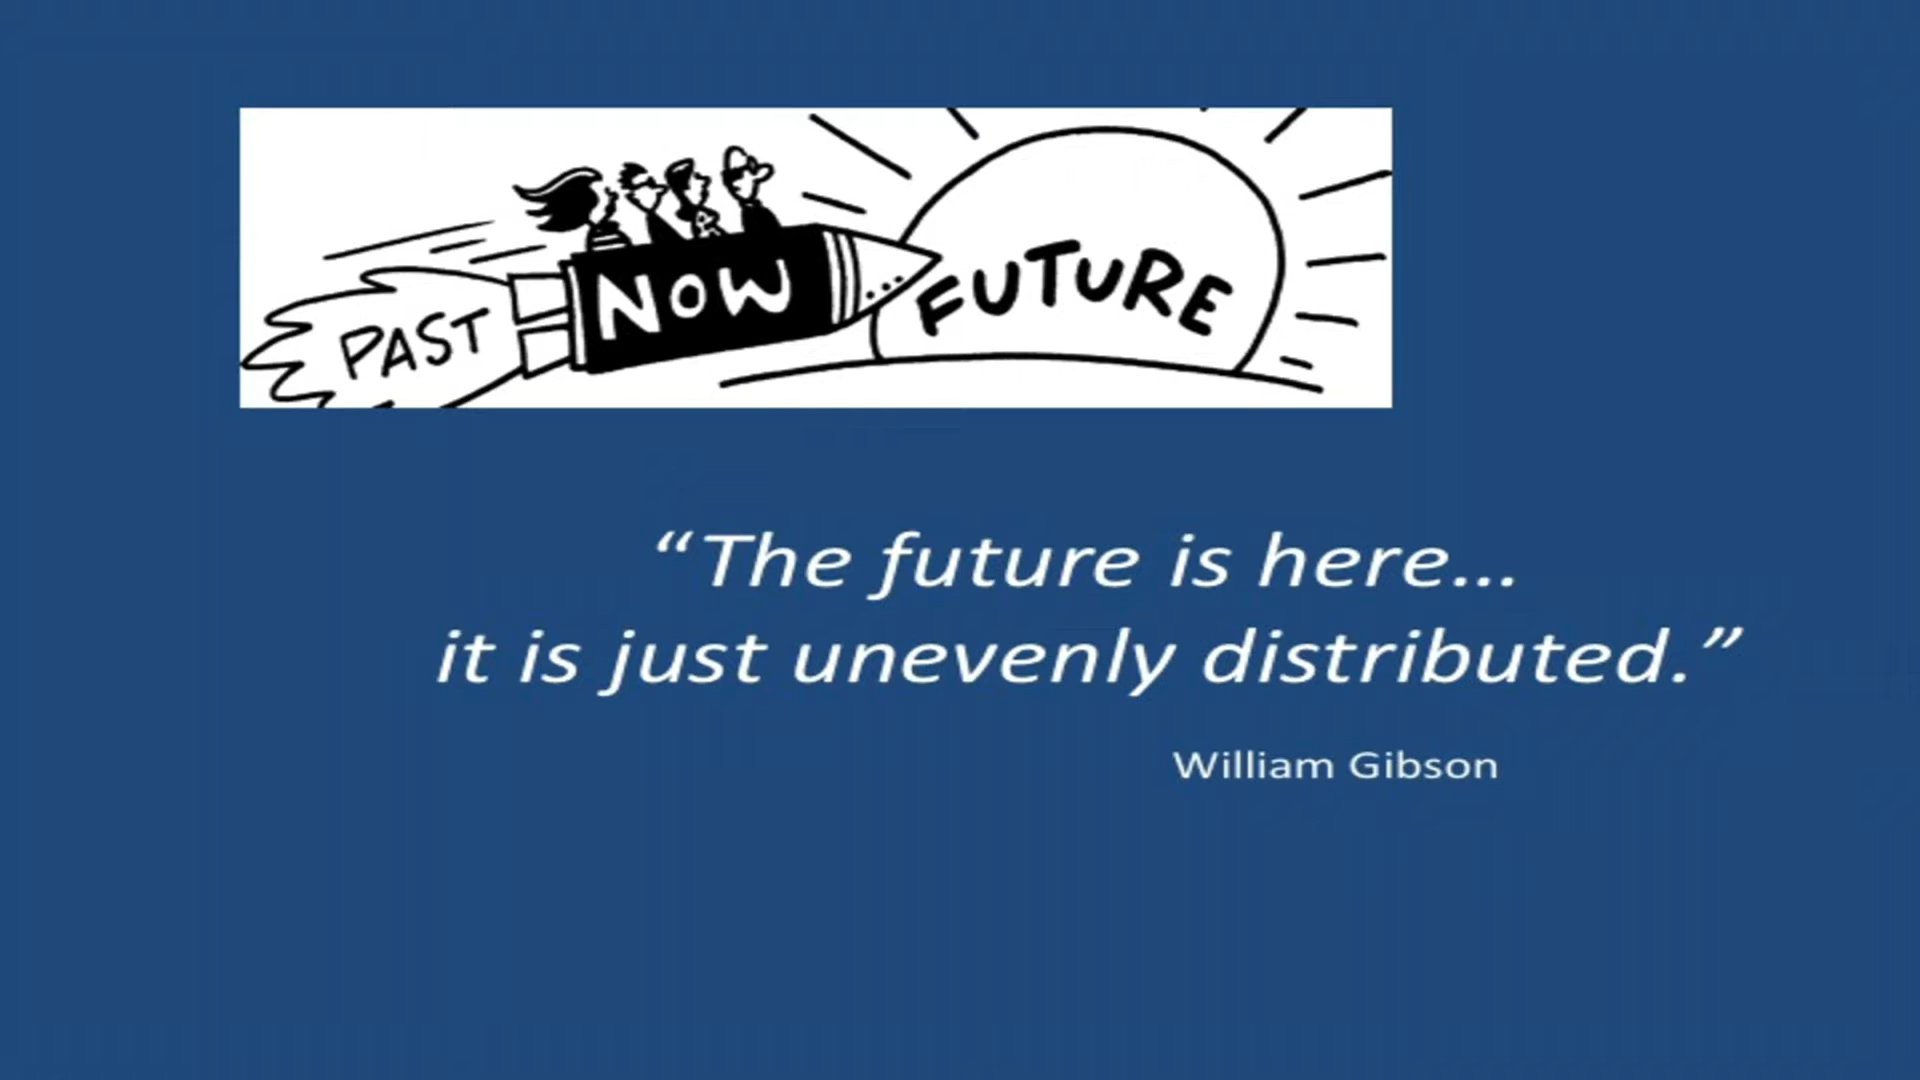 PAST
NOW
FUTURE
“The future is here...
it is just unevenly distributed.”
William Gibson